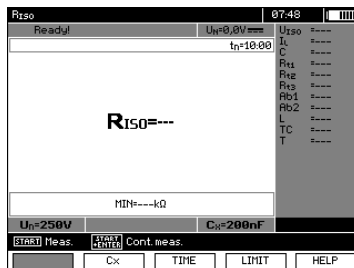 RISO 07:48
Ready! UN=0,0V
tn=10:00
RISO=---
MIN=---kΩ
Un=250V CX=200nF
UISO =---
IL =---
C =---
Rt1 =---
Rt2 =---
Rt3 =---
Ab1 =---
Ab2 =---
L =---
TC =---
T =---
START Meas. START +ENTER Cont. meas.
Cx TIME LIMIT HELP